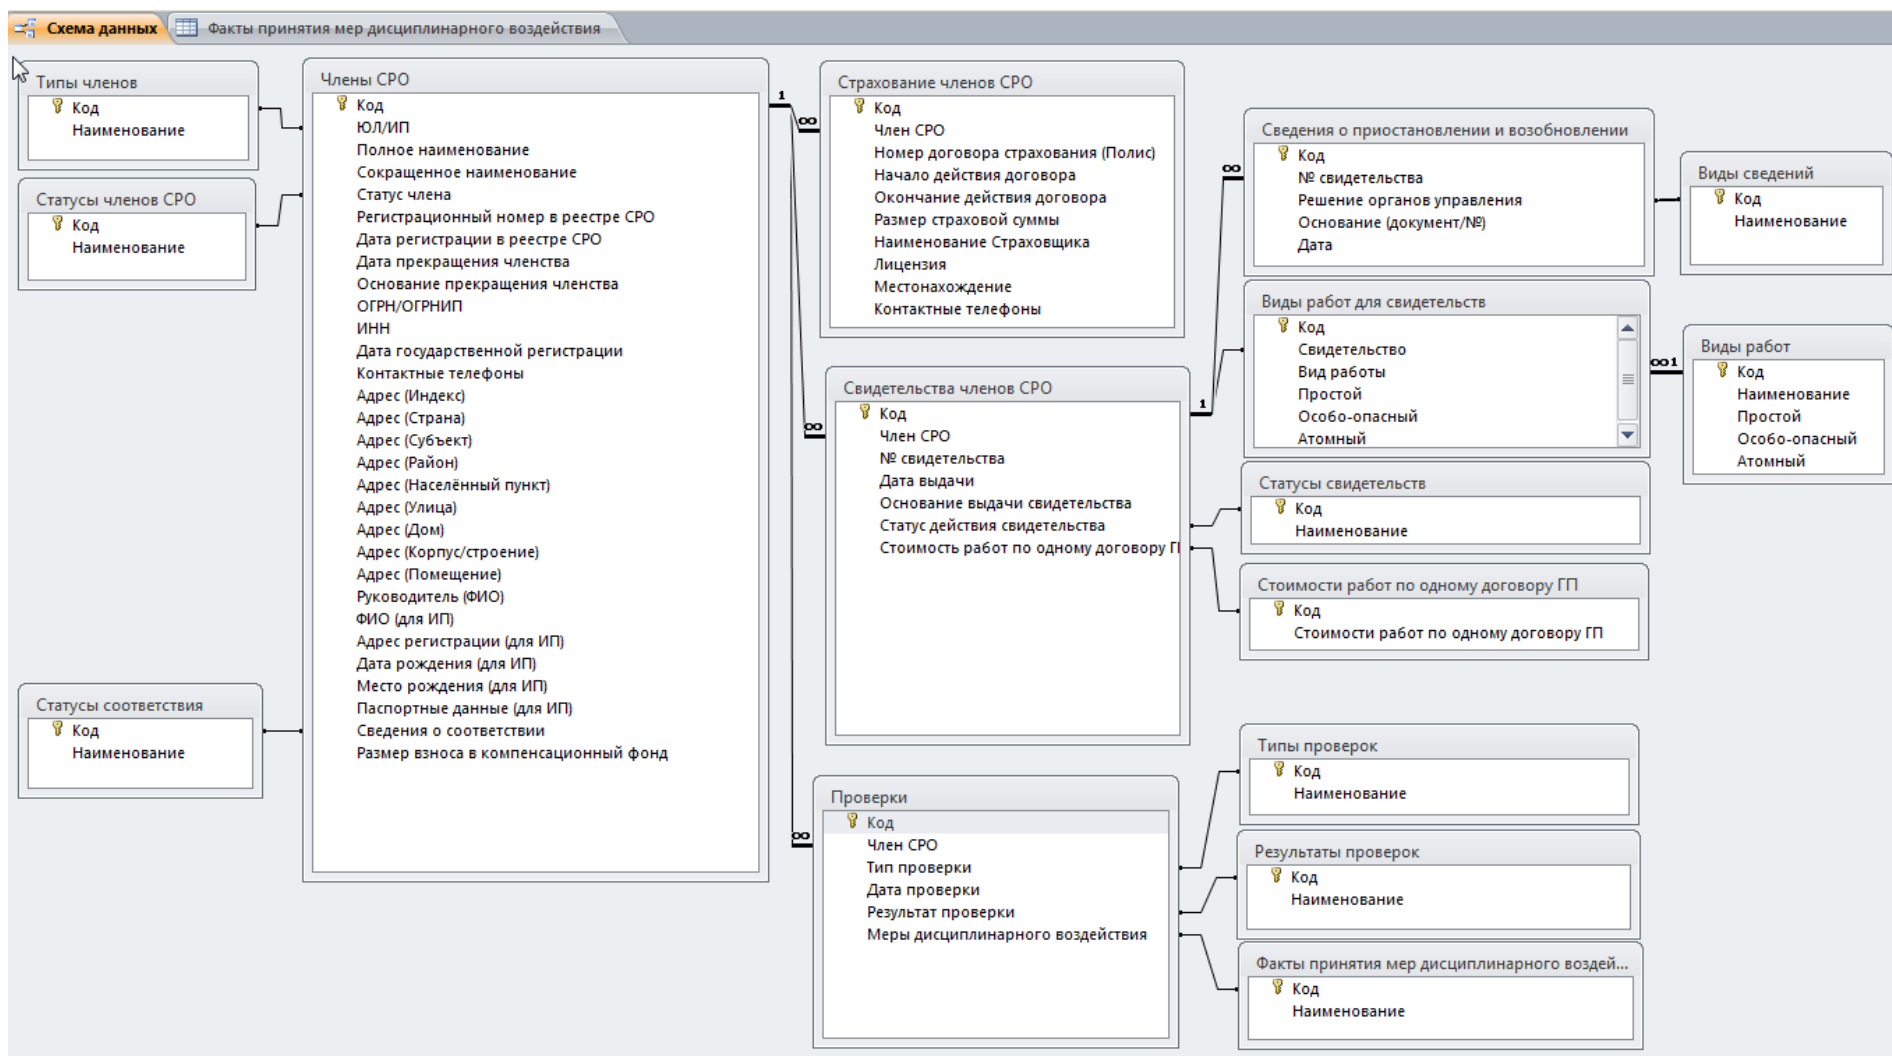 Схема данных
Факты принятия мер дисциплинарного воздействия
Типы членов
Код
Наименование
Статусы членов СРО
Код
Наименование
Статусы соответствия
Код
Наименование
Члены СРО
Код
ЮЛ/ИП
Полное наименование
Сокращенное наименование
Статус члена
Регистрационный номер в реестре СРО
Дата регистрации в реестре СРО
Дата прекращения членства
Основание прекращения членства
ОГРН/ОГРНИП
ИНН
Дата государственной регистрации
Контактные телефоны
Адрес (Индекс)
Адрес (Страна)
Адрес (Субъект)
Адрес (Район)
Адрес (Населённый пункт)
Адрес (Улица)
Адрес (Дом)
Адрес (Корпус/строение)
Адрес (Помещение)
Руководитель (ФИО)
ФИО (для ИП)
Адрес регистрации (для ИП)
Дата рождения (для ИП)
Место рождения (для ИП)
Паспортные данные (для ИП)
Сведения о соответствии
Размер взноса в компенсационный фонд
1
∞
∞
∞
Страхование членов СРО
Код
Член СРО
Номер договора страхования (Полис)
Начало действия договора
Окончание действия договора
Размер страховой суммы
Наименование Страховщика
Лицензия
Местонахождение
Контактные телефоны
Свидетельства членов СРО
Код
Член СРО
№ свидетельства
Дата выдачи
Основание выдачи свидетельства
Статус действия свидетельства
Стоимость работ по одному договору ГП
1
∞
Проверки
Код
Член СРО
Тип проверки
Дата проверки
Результат проверки
Меры дисциплинарного воздействия
Сведения о приостановлении и возобновлении
Код
№ свидетельства
Решение органов управления
Основание (документ/№)
Дата
Виды сведений
Код
Наименование
Виды работ для свидетельств
Код
Свидетельство
Вид работы
Простой
Особо-опасный
Атомный
∞ 1
Виды работ
Код
Наименование
Простой
Особо-опасный
Атомный
Статусы свидетельств
Код
Наименование
Стоимости работ по одному договору ГП
Код
Стоимости работ по одному договору ГП
Типы проверок
Код
Наименование
Результаты проверок
Код
Наименование
Факты принятия мер дисциплинарного воздей...
Код
Наименование